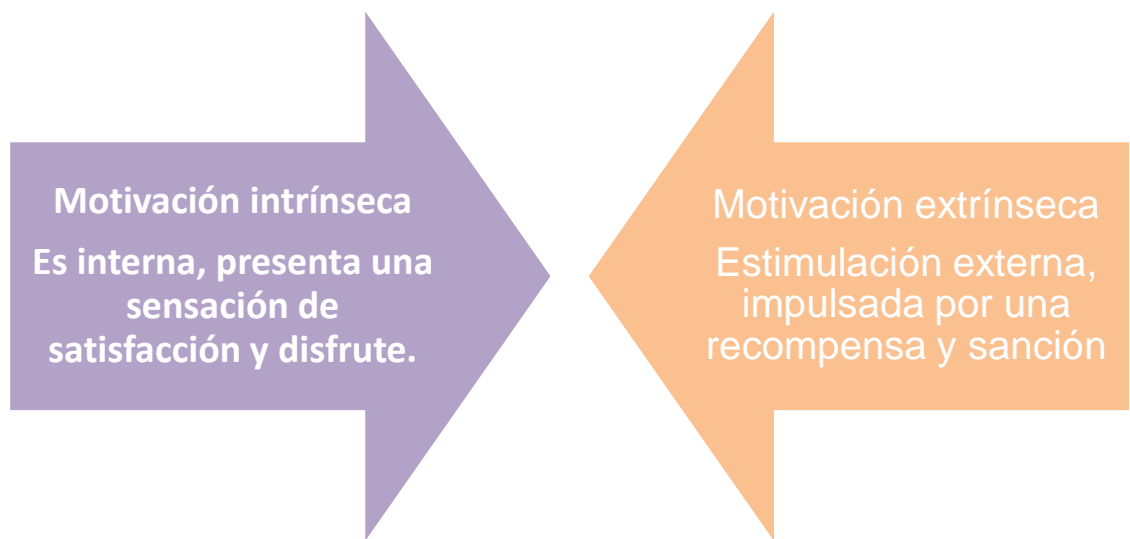 Motivación intrínseca
Es interna, presenta una
sensación de
satisfacción y disfrute.
Motivación extrínseca
Estimulación externa,
impulsada por una
recompensa y sanción